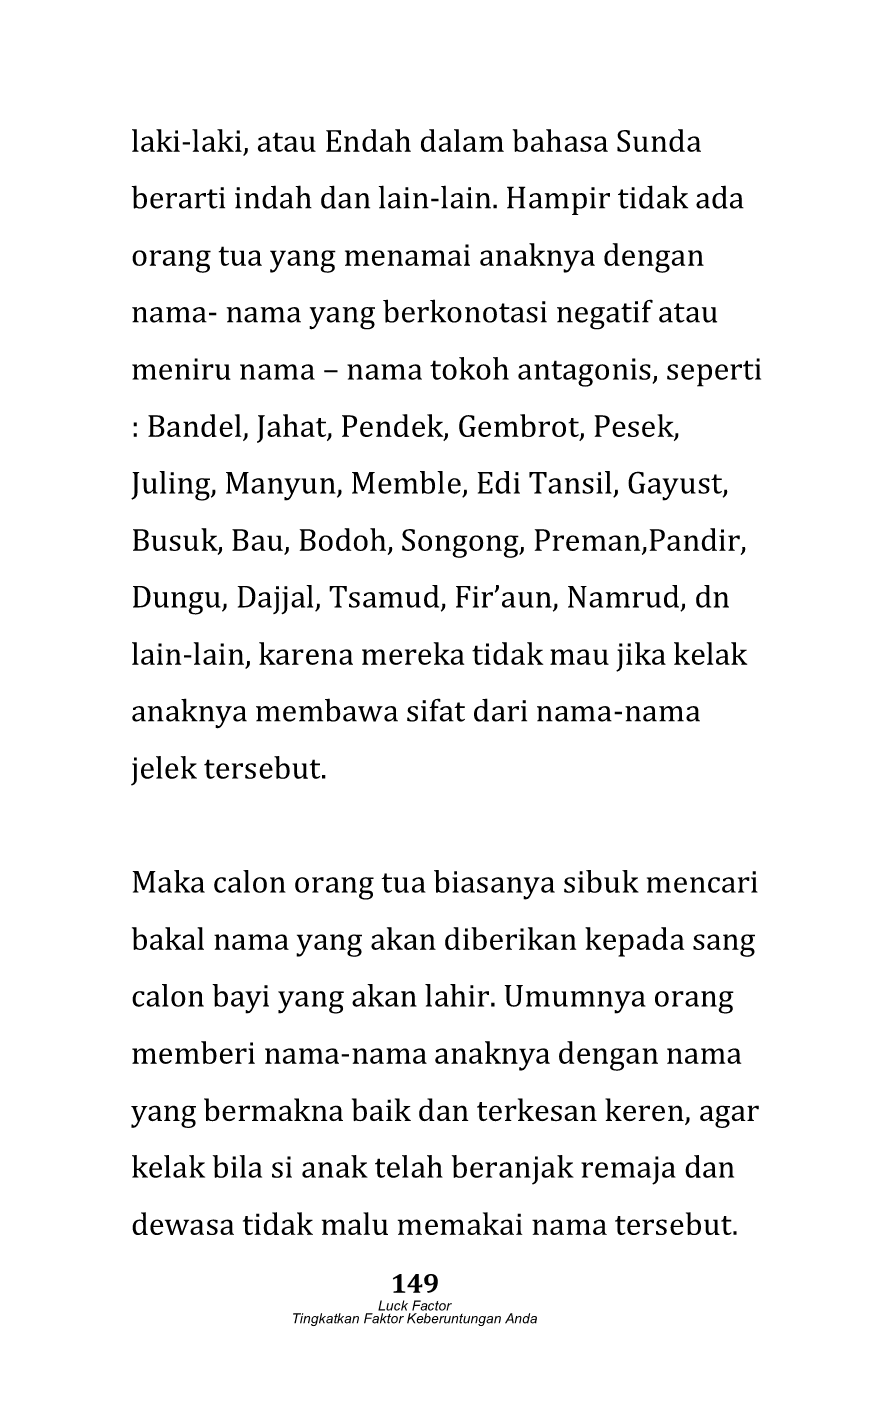 laki-laki, atau Endah dalam bahasa Sunda
berarti indah dan lain-lain. Hampir tidak ada
orang tua yang menamai anaknya dengan
nama- nama yang berkonotasi negatif atau
meniru nama – nama tokoh antagonis, seperti
: Bandel, Jahat, Pendek, Gembrot, Pesek,
Juling, Manyun, Memble, Edi Tansil, Gayust,
Busuk, Bau, Bodoh, Songong, Preman,Pandir,
Dungu, Dajjal, Tsamud, Fir’aun, Namrud, dn
lain-lain, karena mereka tidak mau jika kelak
anaknya membawa sifat dari nama-nama
jelek tersebut.
Maka calon orang tua biasanya sibuk mencari
bakal nama yang akan diberikan kepada sang
calon bayi yang akan lahir. Umumnya orang
memberi nama-nama anaknya dengan nama
yang bermakna baik dan terkesan keren, agar
kelak bila si anak telah beranjak remaja dan
dewasa tidak malu memakai nama tersebut.
149
Luck Factor
Tingkatkan Faktor Keberuntungan Anda